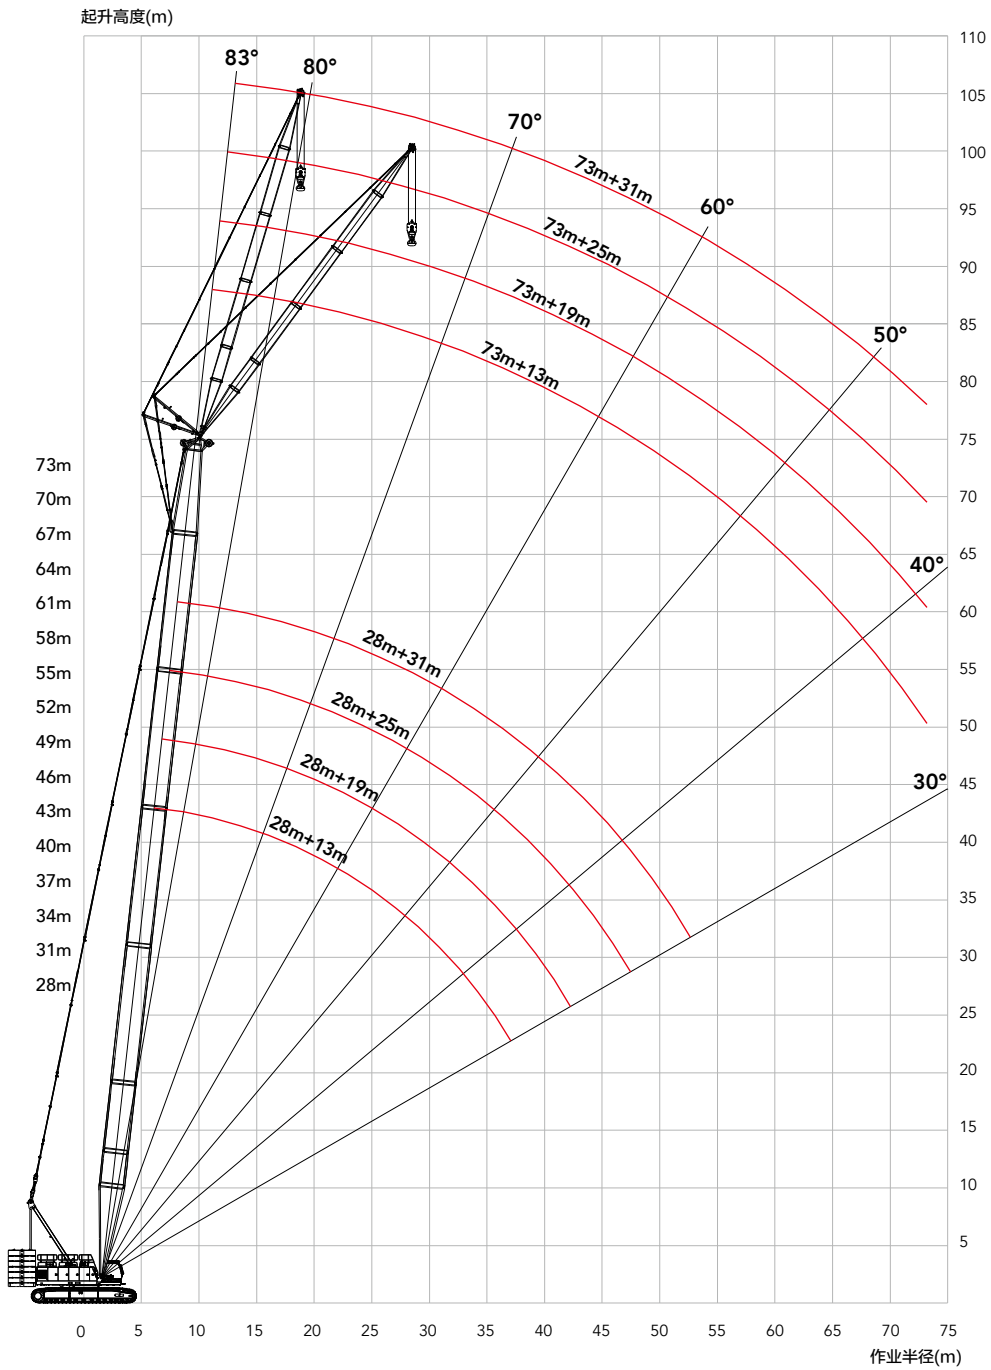 起升高度(m)
110
83°
80°
105
70°
100
73m+31m
60°
95
73m+25m
90
73m+19m
50°
85
73m+13m
80
75
73m
70
70m
67m
65
64m
40°
61m
60
58m
28m+31m
55m
55
52m
28m+25m
50
49m
46m
28m+19m
30°
45
43m
28m+13m
40m
40
37m
35
34m
31m
30
28m
25
20
15
10
5
0 5 10 15 20 25 30 35 40 45 50 55 60 65 70 75
作业半径(m)